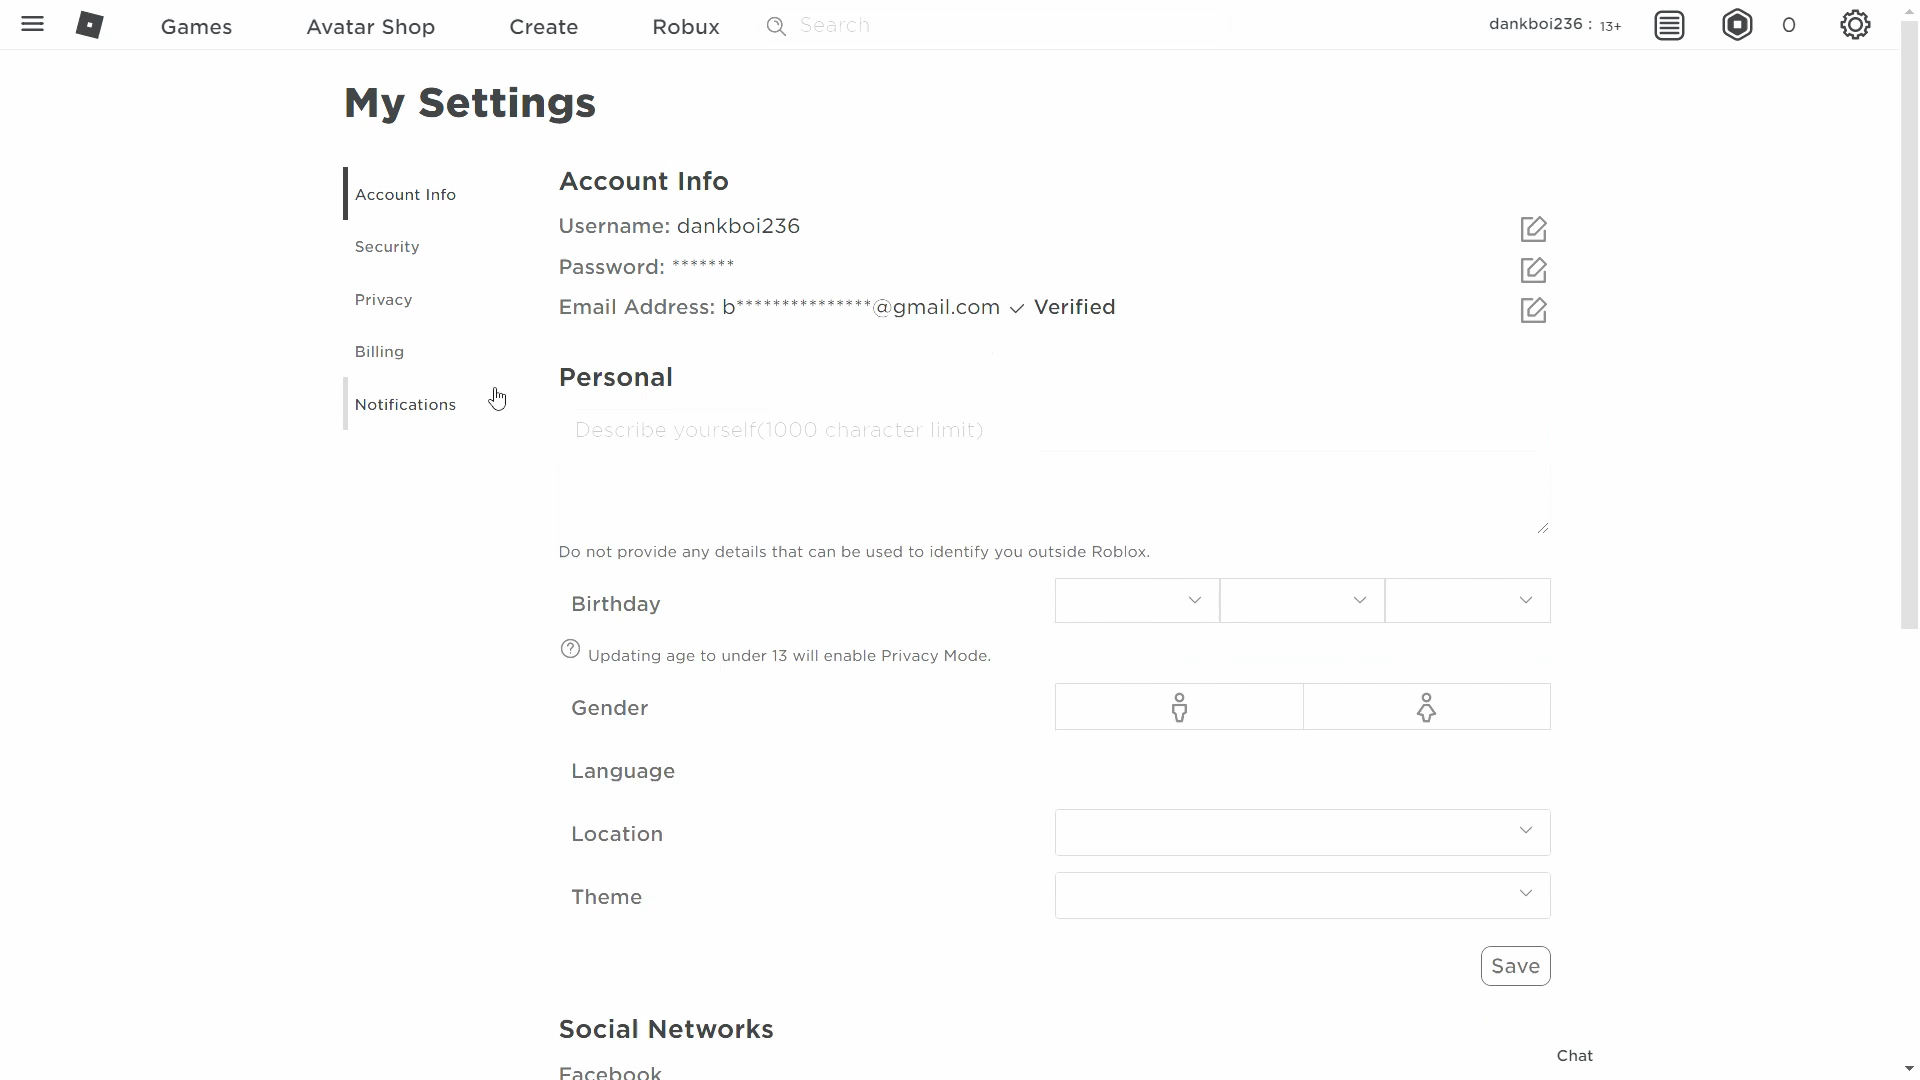 Games Avatar Shop Create Robux Search dankboi236 : 13+ 0
My Settings
Account Info
Security
Privacy
Billing
Notifications
Account Info
Username: dankboi236
Password: *******
Email Address: b***************@gmail.com ✓ Verified
Personal
Describe yourself(1000 character limit)
Do not provide any details that can be used to identify you outside Roblox.
Birthday
Updating age to under 13 will enable Privacy Mode.
Gender
Language
Location
Theme
Save
Social Networks
Facebook
Chat